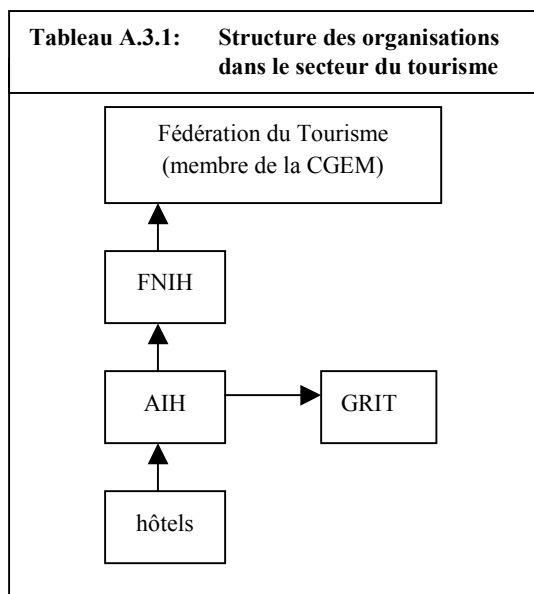 Tableau A.3.1: Structure des organisations
dans le secteur du tourisme
Fédération du Tourisme
(membre de la CGEM)
FNIH
AIH
GRIT
hôtels